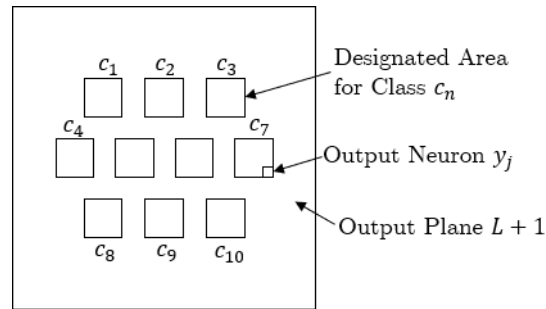 c₁ c₂ c₃
Designated Area
for Class cₙ
c₄ c₇
Output Neuron yⱼ
Output Plane L + 1
c₈ c₉ c₁₀